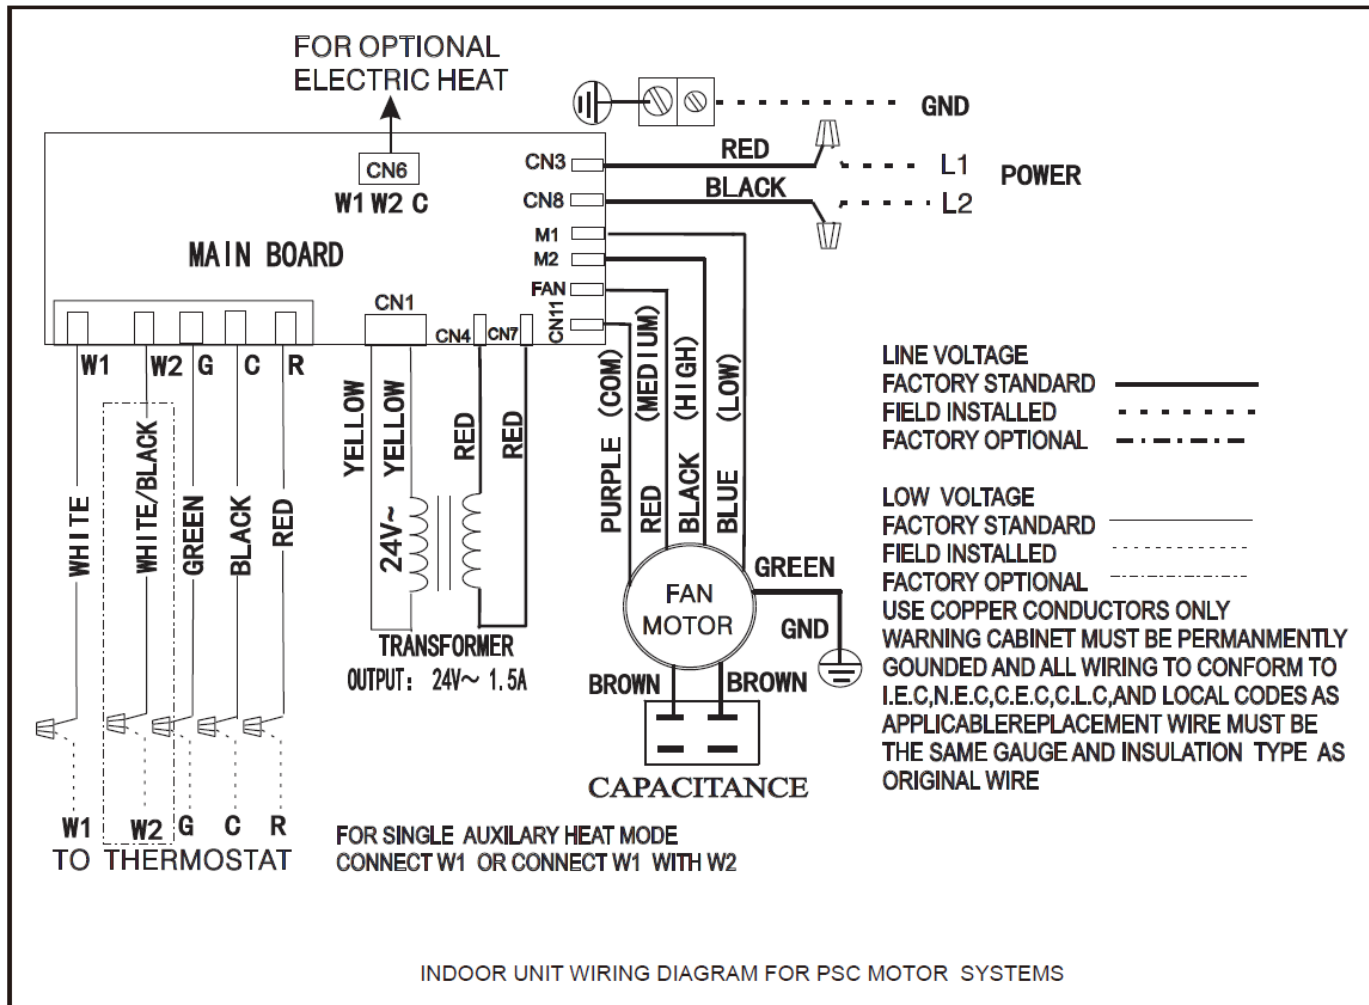 FOR OPTIONAL
ELECTRIC HEAT
GND
CN3
RED
L1
POWER
CN6
CN8
BLACK
L2
W1 W2 C
M1
MAIN BOARD
M2
FAN
CN11
CN1
CN4
CN7
W1
W2
G
C
R
WHITE
WHITE/BLACK
GREEN
BLACK
RED
YELLOW
YELLOW
RED
RED
24V~
PURPLE (COM)
RED (MEDIUM)
BLACK (HIGH)
BLUE (LOW)
TRANSFORMER
OUTPUT: 24V~ 1.5A
FAN
MOTOR
GREEN
GND
BROWN
BROWN
CAPACITANCE
LINE VOLTAGE
FACTORY STANDARD
FIELD INSTALLED
FACTORY OPTIONAL
LOW VOLTAGE
FACTORY STANDARD
FIELD INSTALLED
FACTORY OPTIONAL
USE COPPER CONDUCTORS ONLY
WARNING CABINET MUST BE PERMANMENTLY
GOUNDED AND ALL WIRING TO CONFORM TO
I.E.C,N.E.C,C.E.C,C.L.C,AND LOCAL CODES AS
APPLICABLEREPLACEMENT WIRE MUST BE
THE SAME GAUGE AND INSULATION TYPE AS
ORIGINAL WIRE
W1 W2 G C R
TO THERMOSTAT
FOR SINGLE AUXILARY HEAT MODE
CONNECT W1 OR CONNECT W1 WITH W2
INDOOR UNIT WIRING DIAGRAM FOR PSC MOTOR SYSTEMS